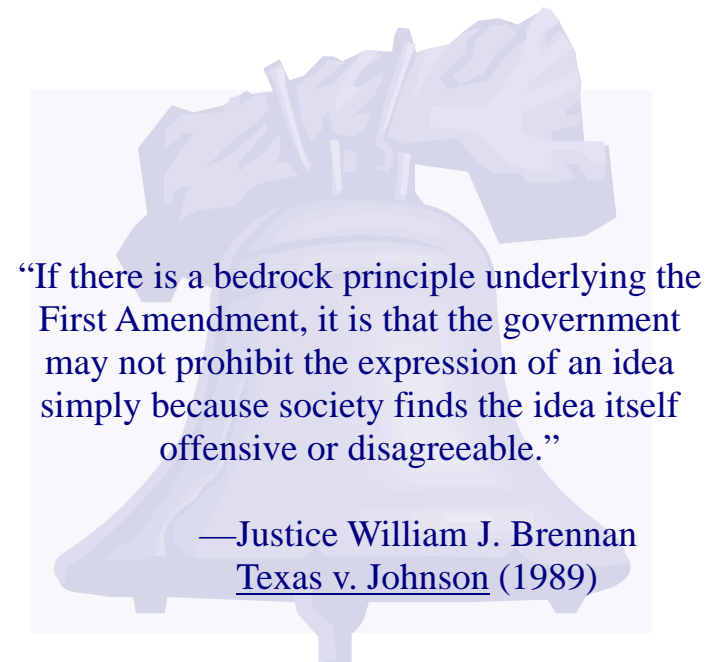 “If there is a bedrock principle underlying the
First Amendment, it is that the government
may not prohibit the expression of an idea
simply because society finds the idea itself
offensive or disagreeable.”
—Justice William J. Brennan
Texas v. Johnson (1989)